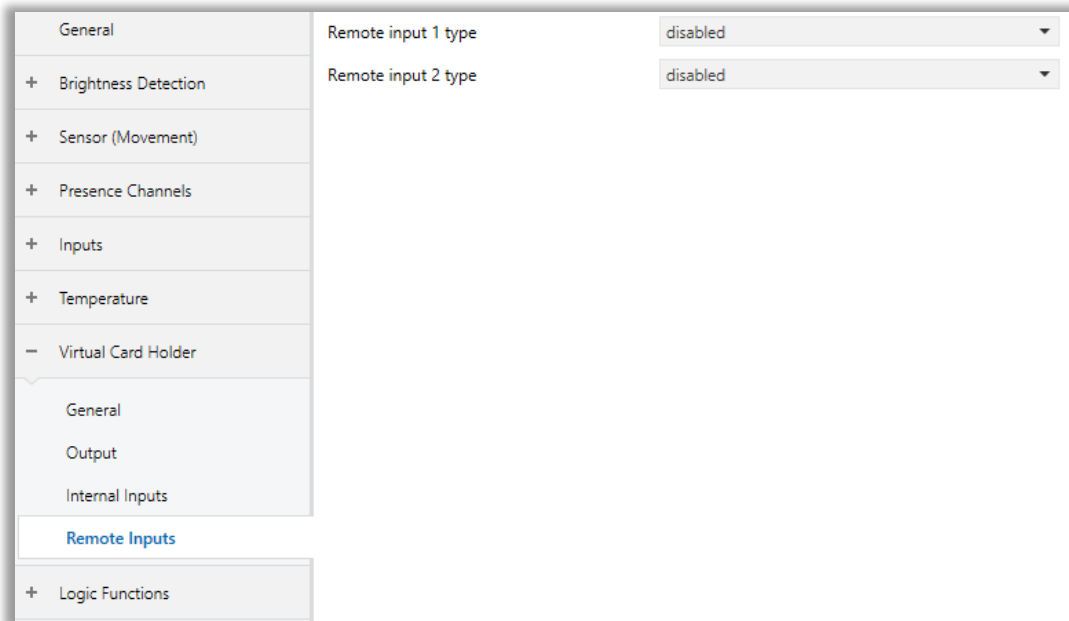 General
Remote input 1 type
disabled
Brightness Detection
Remote input 2 type
disabled
Sensor (Movement)
Presence Channels
Inputs
Temperature
Virtual Card Holder
General
Output
Internal Inputs
Remote Inputs
Logic Functions